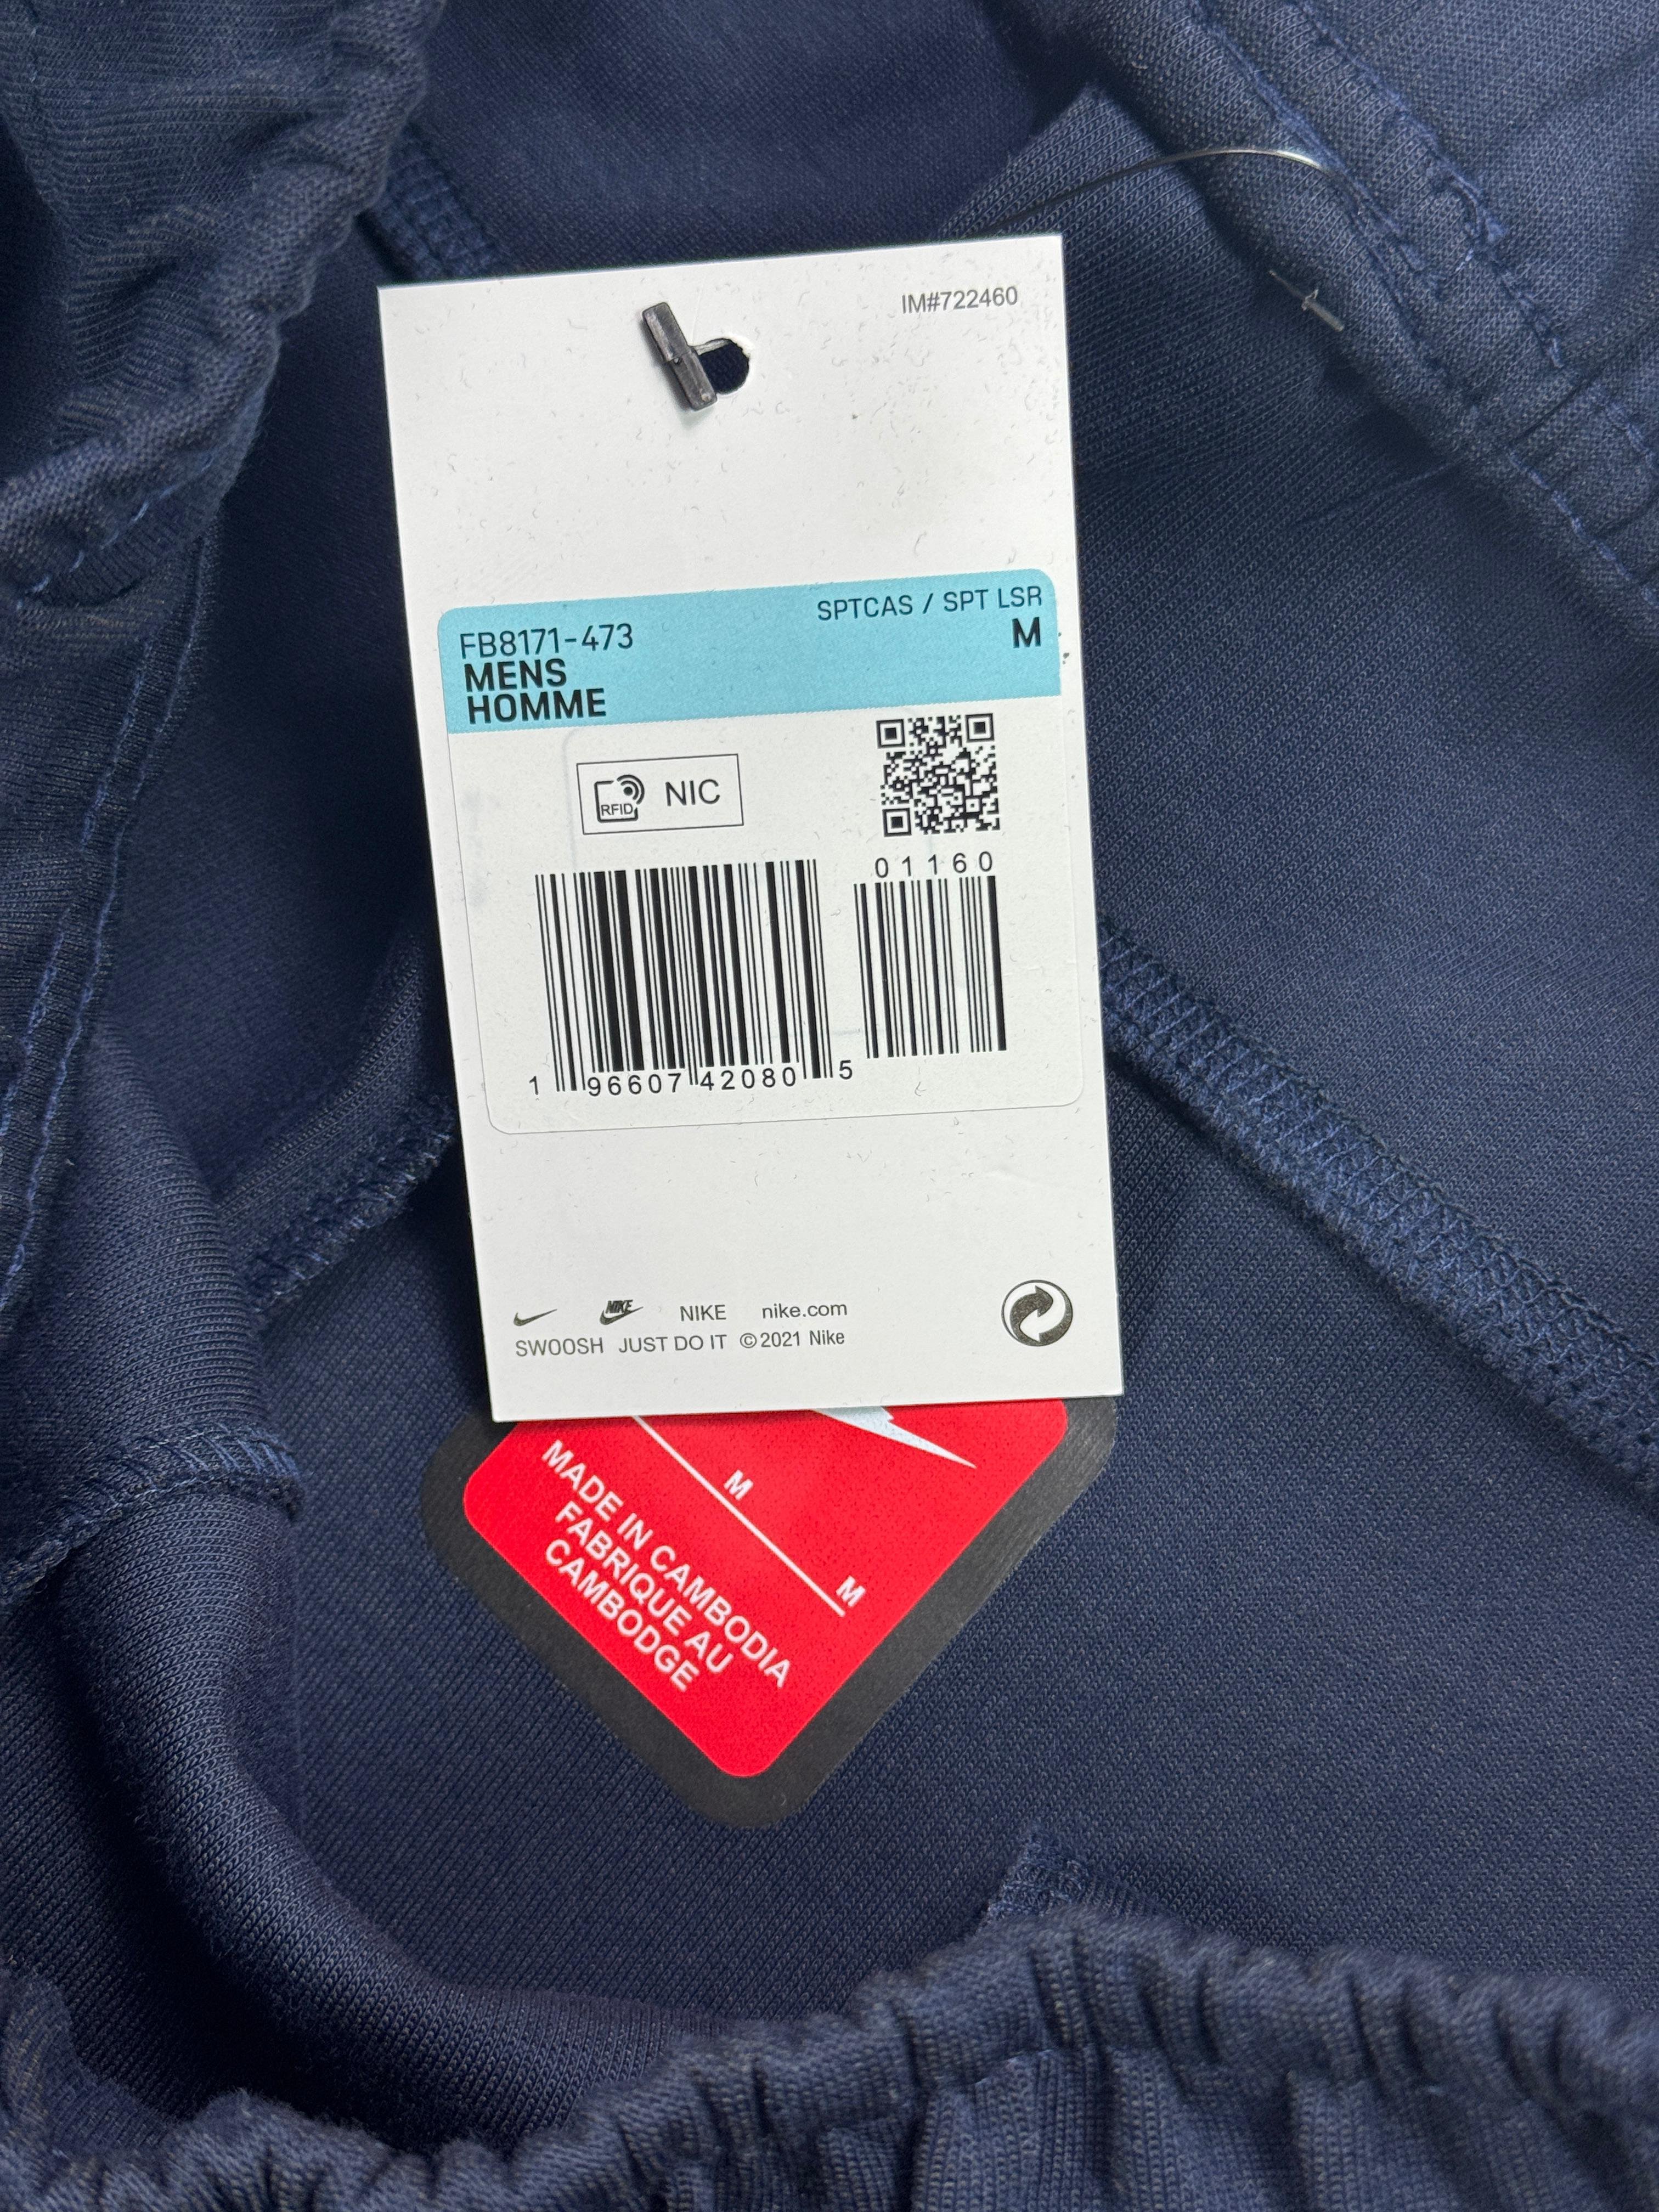 IM#722460
SPTCAS / SPT LSR
FB8171-473
M
MENS
HOMME
RFID NIC
01160
1 96607 42080 5
NIKE NIKE nike.com
SWOOSH JUST DO IT ©2021 Nike
M
M
MADE IN CAMBODIA
FABRIQUE AU
CAMBODGE